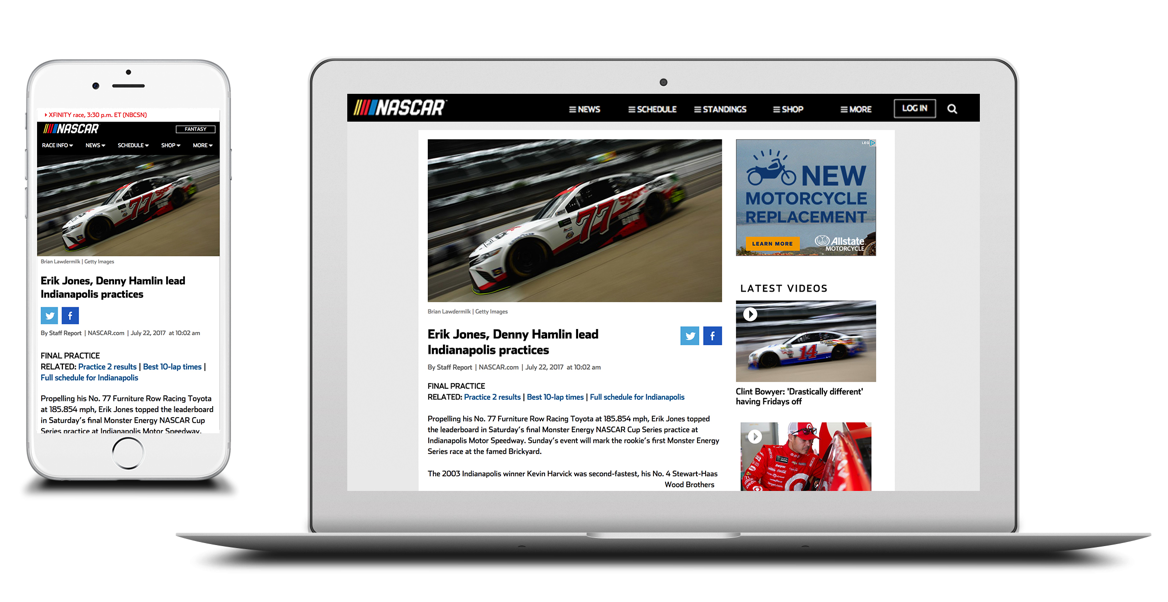 XFINITY race, 3:30 p.m. ET (NBCSN)
NASCAR
FANTASY
RACE INFO
NEWS
SCHEDULE
SHOP
MORE
77
Brian Lawdermilk | Getty Images
Erik Jones, Denny Hamlin lead
Indianapolis practices
By Staff Report | NASCAR.com | July 22, 2017 at 10:02 am
FINAL PRACTICE
RELATED: Practice 2 results | Best 10-lap times |
Full schedule for Indianapolis
Propelling his No. 77 Furniture Row Racing Toyota
at 185.854 mph, Erik Jones topped the leaderboard
in Saturday's final Monster Energy NASCAR Cup
Series practice at Indianapolis Motor Speedway.
NASCAR
NEWS
SCHEDULE
STANDINGS
SHOP
MORE
LOG IN
77
Brian Lawdermilk | Getty Images
Erik Jones, Denny Hamlin lead
Indianapolis practices
By Staff Report | NASCAR.com | July 22, 2017 at 10:02 am
FINAL PRACTICE
RELATED: Practice 2 results | Best 10-lap times | Full schedule for Indianapolis
Propelling his No. 77 Furniture Row Racing Toyota at 185.854 mph, Erik Jones topped
the leaderboard in Saturday's final Monster Energy NASCAR Cup Series practice at
Indianapolis Motor Speedway. Sunday's event will mark the rookie's first Monster Energy
Series race at the famed Brickyard.
The 2003 Indianapolis winner Kevin Harvick was second-fastest, his No. 4 Stewart-Haas
Wood Brothers
NEW
MOTORCYCLE
REPLACEMENT
LEARN MORE
Allstate
MOTORCYCLE
LATEST VIDEOS
14
Clint Bowyer: 'Drastically different'
having Fridays off